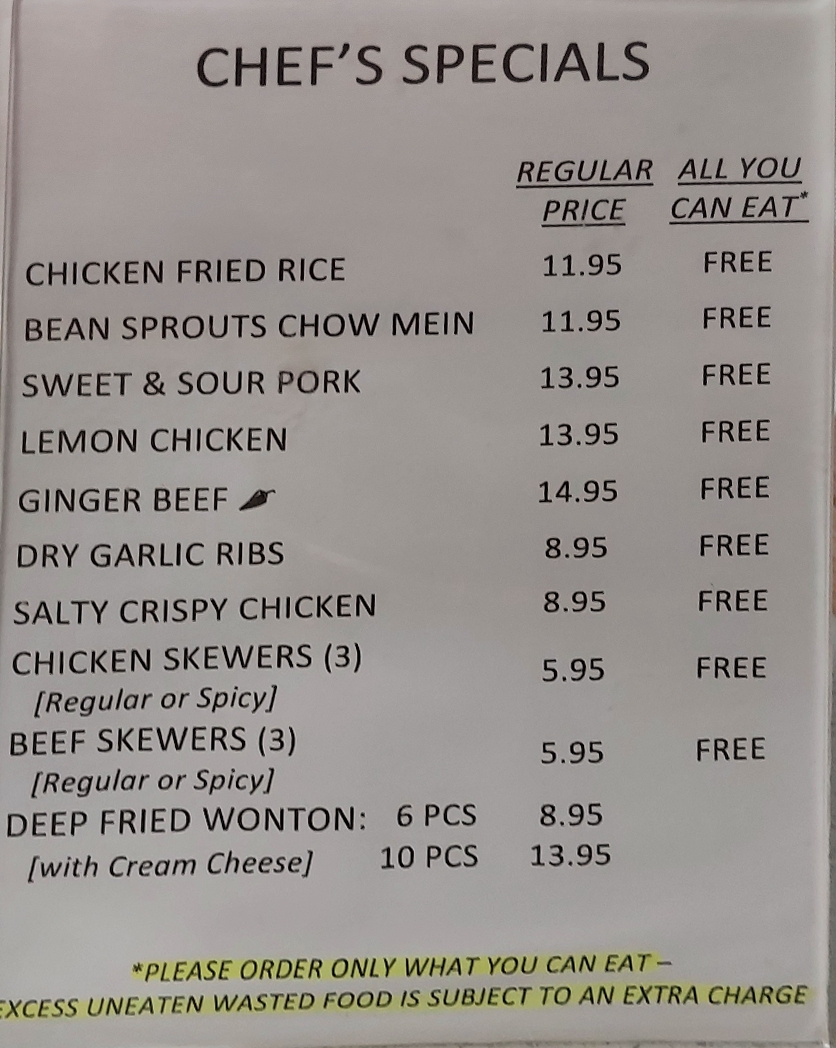 CHEF'S SPECIALS
REGULAR ALL YOU
PRICE CAN EAT*
CHICKEN FRIED RICE 11.95 FREE
BEAN SPROUTS CHOW MEIN 11.95 FREE
SWEET & SOUR PORK 13.95 FREE
LEMON CHICKEN 13.95 FREE
GINGER BEEF 14.95 FREE
DRY GARLIC RIBS 8.95 FREE
SALTY CRISPY CHICKEN 8.95 FREE
CHICKEN SKEWERS (3) 5.95 FREE
[Regular or Spicy]
BEEF SKEWERS (3) 5.95 FREE
[Regular or Spicy]
DEEP FRIED WONTON: 6 PCS 8.95
[with Cream Cheese] 10 PCS 13.95
*PLEASE ORDER ONLY WHAT YOU CAN EAT –
EXCESS UNEATEN WASTED FOOD IS SUBJECT TO AN EXTRA CHARGE